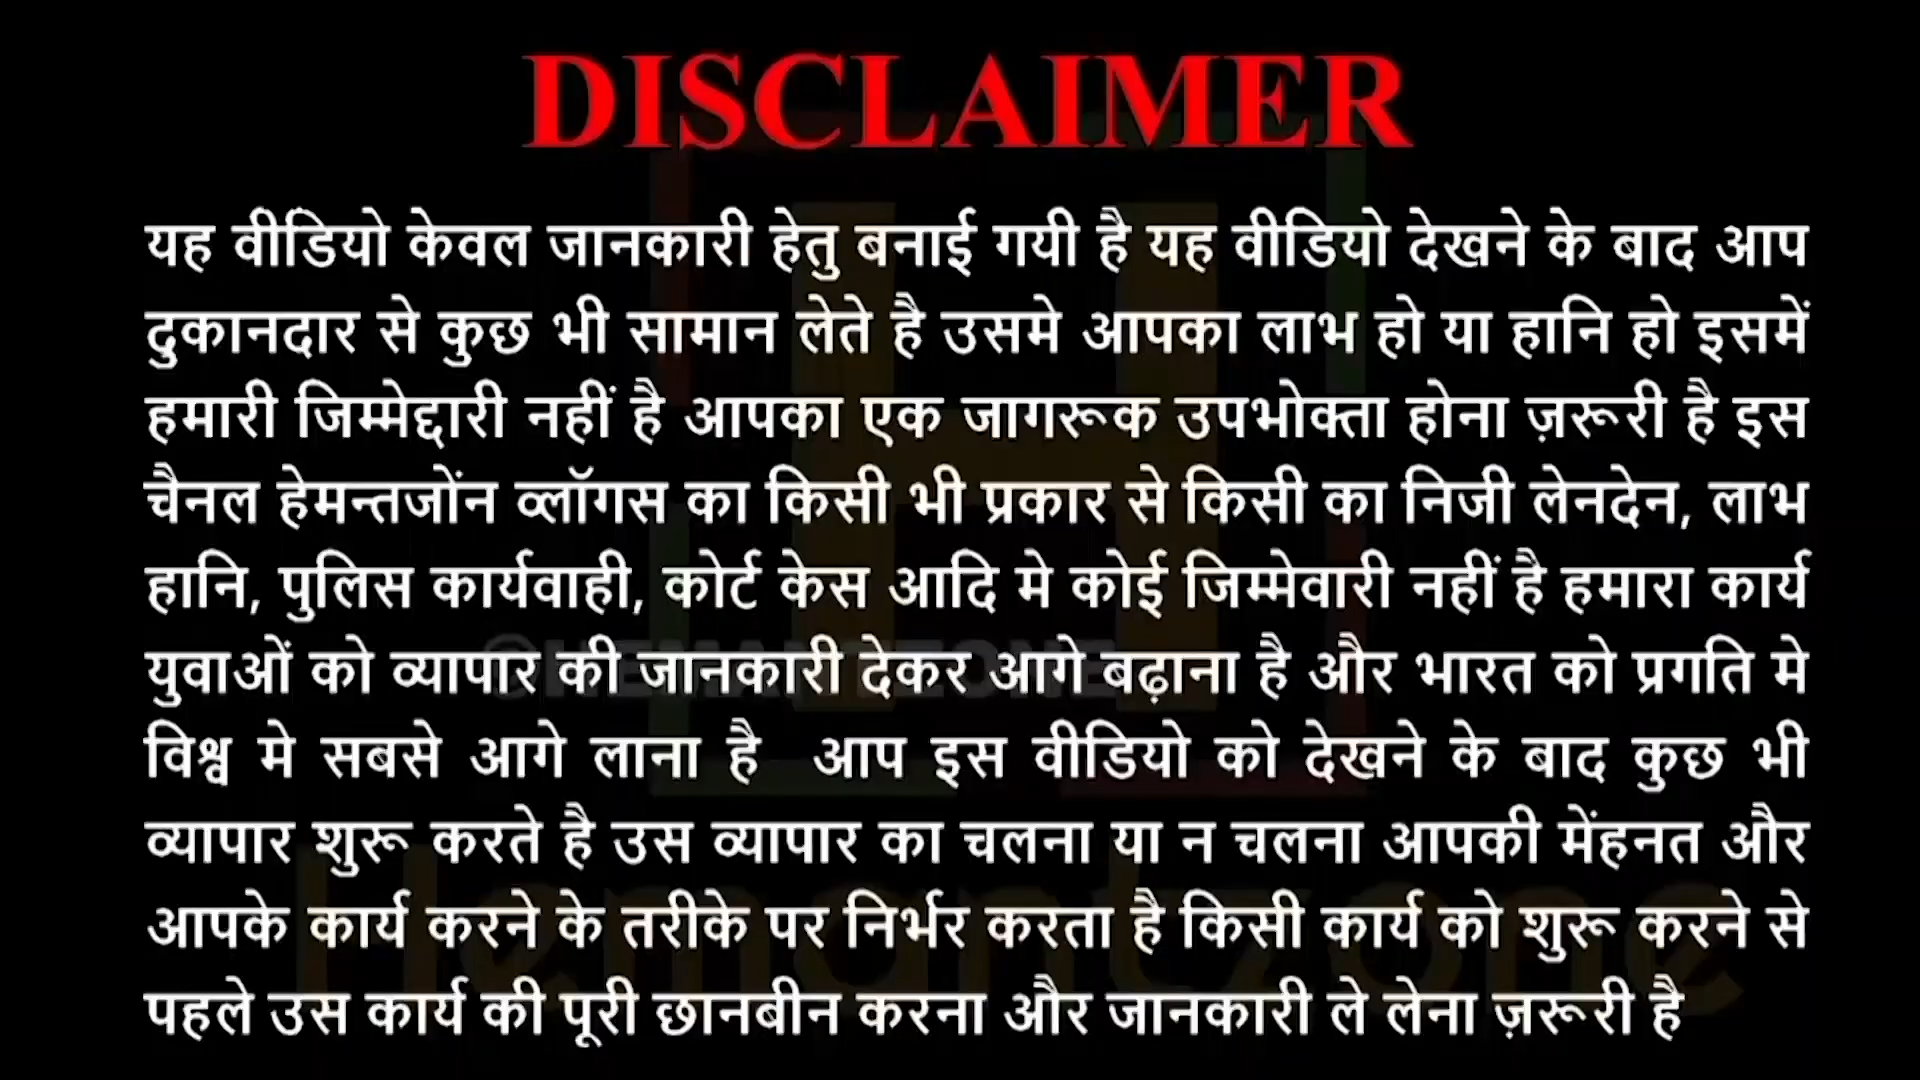 DISCLAIMER
यह वीडियो केवल जानकारी हेतु बनाई गयी है यह वीडियो देखने के बाद आप
दुकानदार से कुछ भी सामान लेते है उसमे आपका लाभ हो या हानि हो इसमें
हमारी जिम्मेद्दारी नहीं है आपका एक जागरूक उपभोक्ता होना ज़रूरी है इस
चैनल हेमन्तजोंन व्लॉगस का किसी भी प्रकार से किसी का निजी लेनदेन, लाभ
हानि, पुलिस कार्यवाही, कोर्ट केस आदि मे कोई जिम्मेवारी नहीं है हमारा कार्य
युवाओं को व्यापार की जानकारी देकर आगे बढ़ाना है और भारत को प्रगति मे
विश्व मे सबसे आगे लाना है आप इस वीडियो को देखने के बाद कुछ भी
व्यापार शुरू करते है उस व्यापार का चलना या न चलना आपकी मेंहनत और
आपके कार्य करने के तरीके पर निर्भर करता है किसी कार्य को शुरू करने से
पहले उस कार्य की पूरी छानबीन करना और जानकारी ले लेना ज़रूरी है
@HEMANTZONE
Hemantzone